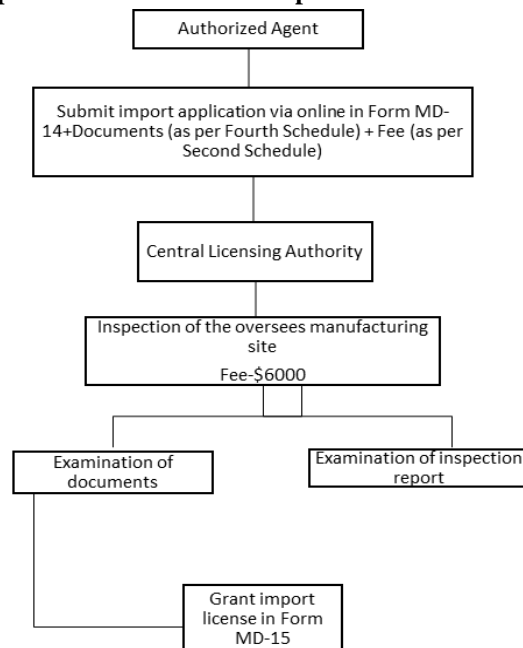 Authorized Agent
Submit import application via online in Form MD-
14+Documents (as per Fourth Schedule) + Fee (as per
Second Schedule)
Central Licensing Authority
Inspection of the oversees manufacturing
site
Fee-$6000
Examination of
documents
Examination of inspection
report
Grant import
license in Form
MD-15